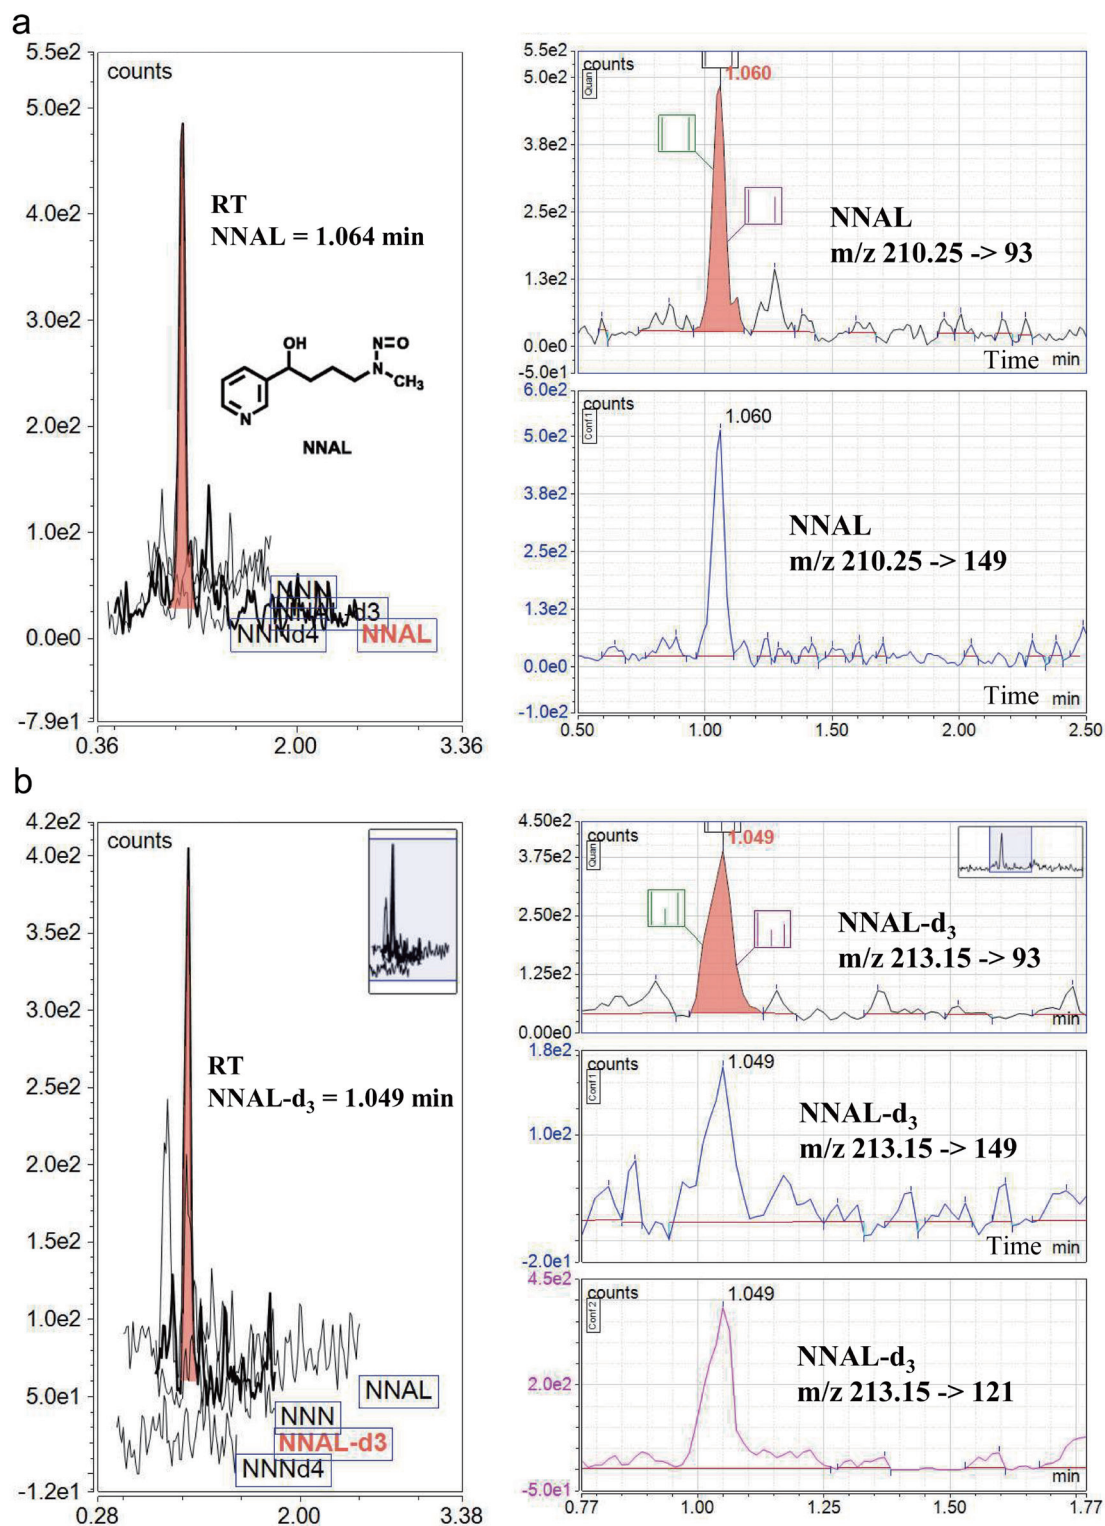 a
5.5e2
5.0e2
4.0e2
3.0e2
2.0e2
1.0e2
0.0e0
-7.9e1
counts
RT
NNAL = 1.064 min
OH
N=O
N
CH3
N
NNAL
NNN
NNAL-d3
NNNd4
NNAL
0.36
2.00
3.36
5.5e2
5.0e2
3.8e2
2.5e2
1.3e2
0.0e0
-5.0e1
counts
Quan
1.060
NNAL
m/z 210.25 -> 93
Time min
6.0e2
5.0e2
3.8e2
2.5e2
1.3e2
0.0e0
-1.0e2
counts
Conf 1
1.060
NNAL
m/z 210.25 -> 149
Time min
0.50
1.00
1.50
2.00
2.50
b
4.2e2
4.0e2
3.5e2
3.0e2
2.5e2
2.0e2
1.5e2
1.0e2
5.0e1
-1.2e1
counts
RT
NNAL-d3 = 1.049 min
NNAL
NNN
NNAL-d3
NNNd4
0.28
2.00
3.38
4.50e2
3.75e2
2.50e2
1.25e2
0.00e0
counts
Quan
1.049
NNAL-d3
m/z 213.15 -> 93
min
1.8e2
1.0e2
-2.0e1
counts
Conf 1
1.049
NNAL-d3
m/z 213.15 -> 149
Time min
4.5e2
2.0e2
-5.0e1
counts
Conf 2
1.049
NNAL-d3
m/z 213.15 -> 121
min
0.77
1.00
1.25
1.50
1.77